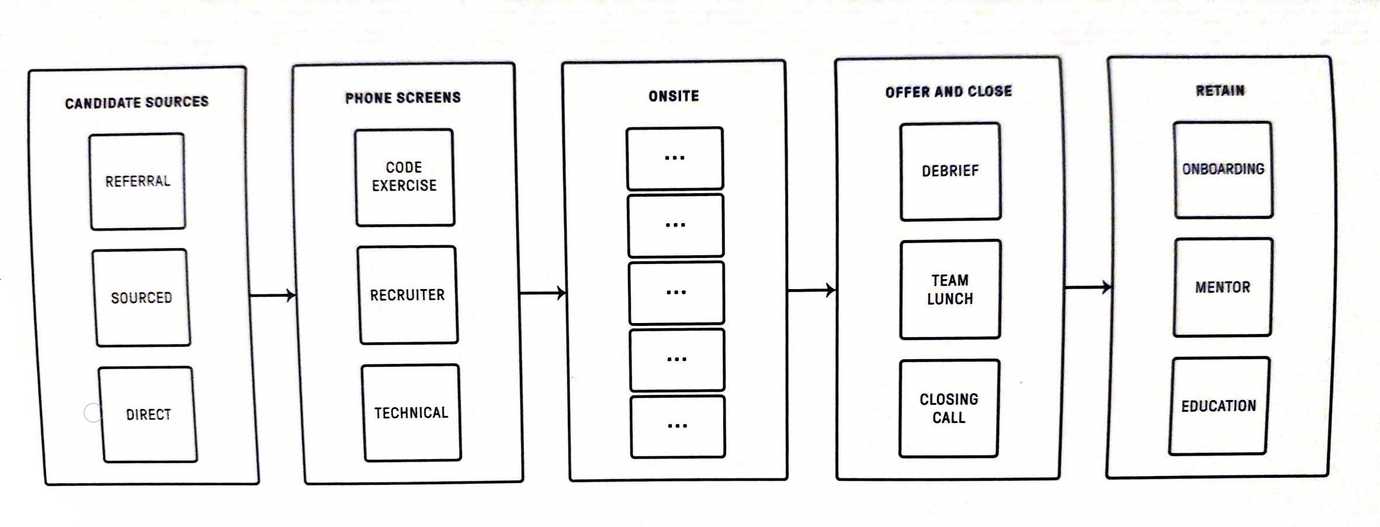 CANDIDATE SOURCES
REFERRAL
SOURCED
DIRECT
PHONE SCREENS
CODE
EXERCISE
RECRUITER
TECHNICAL
ONSITE
...
...
...
...
...
OFFER AND CLOSE
DEBRIEF
TEAM
LUNCH
CLOSING
CALL
RETAIN
ONBOARDING
MENTOR
EDUCATION